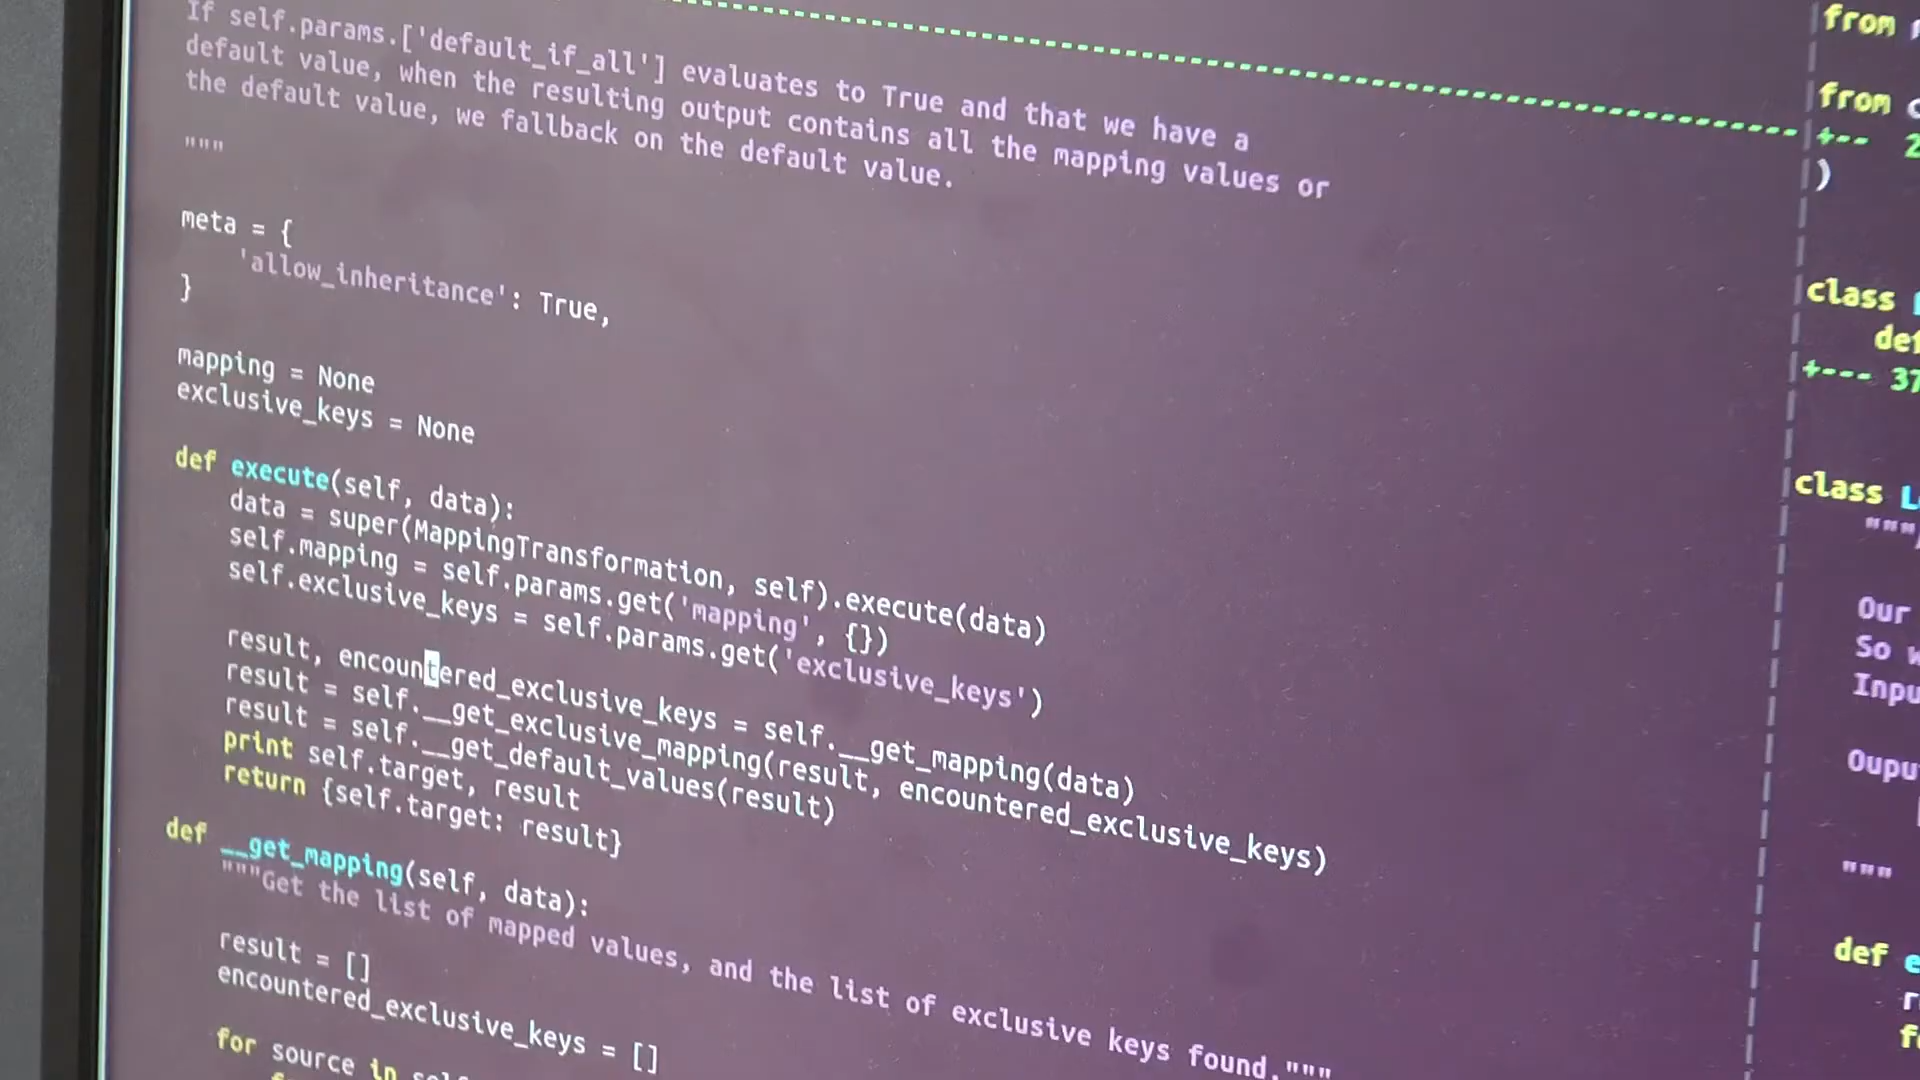 If self.params.['default_if_all'] evaluates to True and that we have a
default value, when the resulting output contains all the mapping values or
the default value, we fallback on the default value.
"""
meta = {
'allow_inheritance': True,
}
mapping = None
exclusive_keys = None
def execute(self, data):
data = super(MappingTransformation, self).execute(data)
self.mapping = self.params.get('mapping', {})
self.exclusive_keys = self.params.get('exclusive_keys')
result, encountered_exclusive_keys = self.__get_mapping(data)
result = self.__get_exclusive_mapping(result, encountered_exclusive_keys)
result = self.__get_default_values(result)
print self.target, result
return {self.target: result}
def __get_mapping(self, data):
"""Get the list of mapped values, and the list of exclusive keys found."""
result = []
encountered_exclusive_keys = []
for source in
from
from
+--
)
class
def
+--- 37
class
"""
Our
So
"""
def